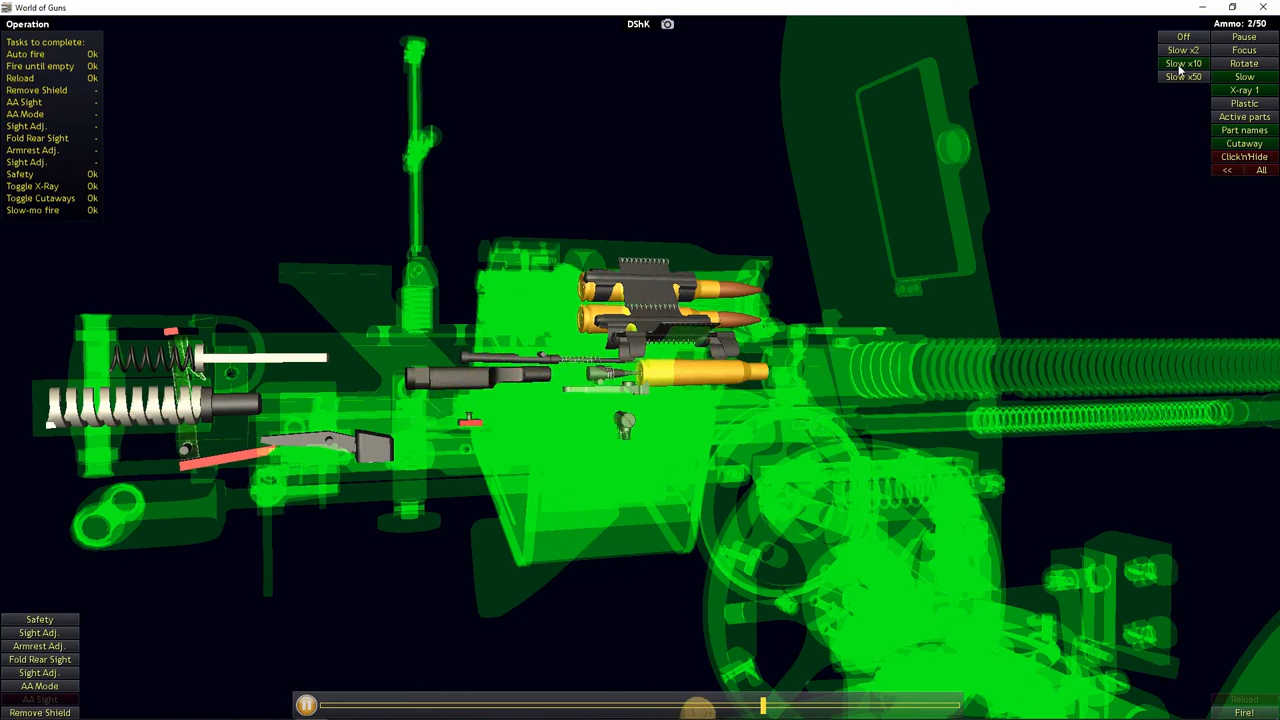 World of Guns
Operation
DShK
Ammo: 2/50
Tasks to complete:
Auto fire Ok
Fire until empty Ok
Reload Ok
Remove Shield -
AA Sight -
AA Mode -
Sight Adj. -
Fold Rear Sight -
Armrest Adj. -
Sight Adj. -
Safety Ok
Toggle X-Ray Ok
Toggle Cutaways Ok
Slow-mo fire Ok
Off Pause
Slow x2 Focus
Slow x10 Rotate
Slow x50 Slow
X-ray 1
Plastic
Active parts
Part names
Cutaway
Click'n'Hide
<< All
Safety
Sight Adj.
Armrest Adj.
Fold Rear Sight
Sight Adj.
AA Mode
AA Sight
Remove Shield
Reload
Fire!